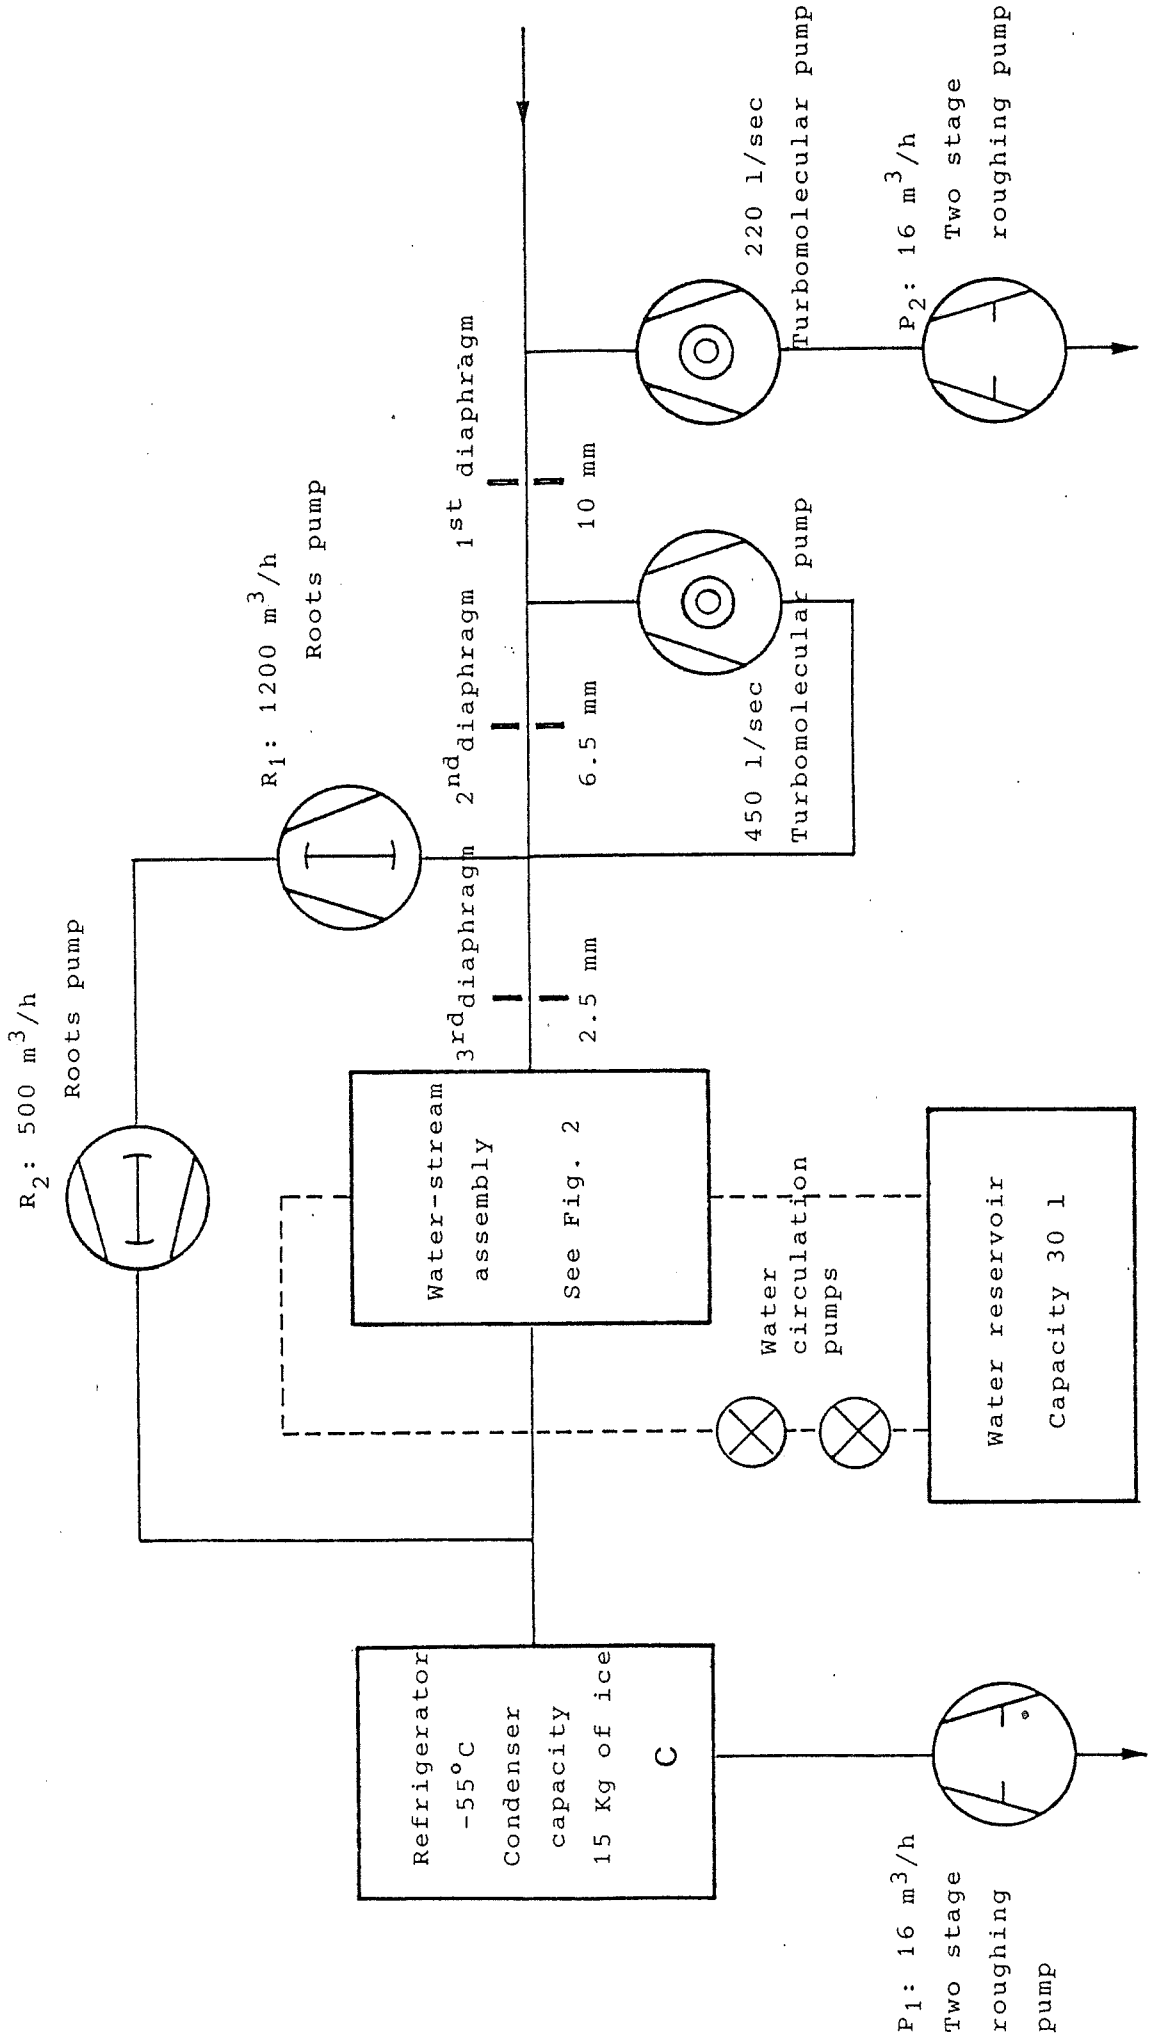 R2: 500 m3/h
Roots pump
R1: 1200 m3/h
Roots pump
3rd diaphragm
2nd diaphragm
1st diaphragm
2.5 mm
6.5 mm
10 mm
Refrigerator
-55°C
Condenser
capacity
15 Kg of ice
C
Water-stream
assembly
See Fig. 2
Water
circulation
pumps
450 l/sec
Turbomolecular pump
220 l/sec
Turbomolecular pump
P1: 16 m3/h
Two stage
roughing
pump
Water reservoir
Capacity 30 l
P2: 16 m3/h
Two stage
roughing pump